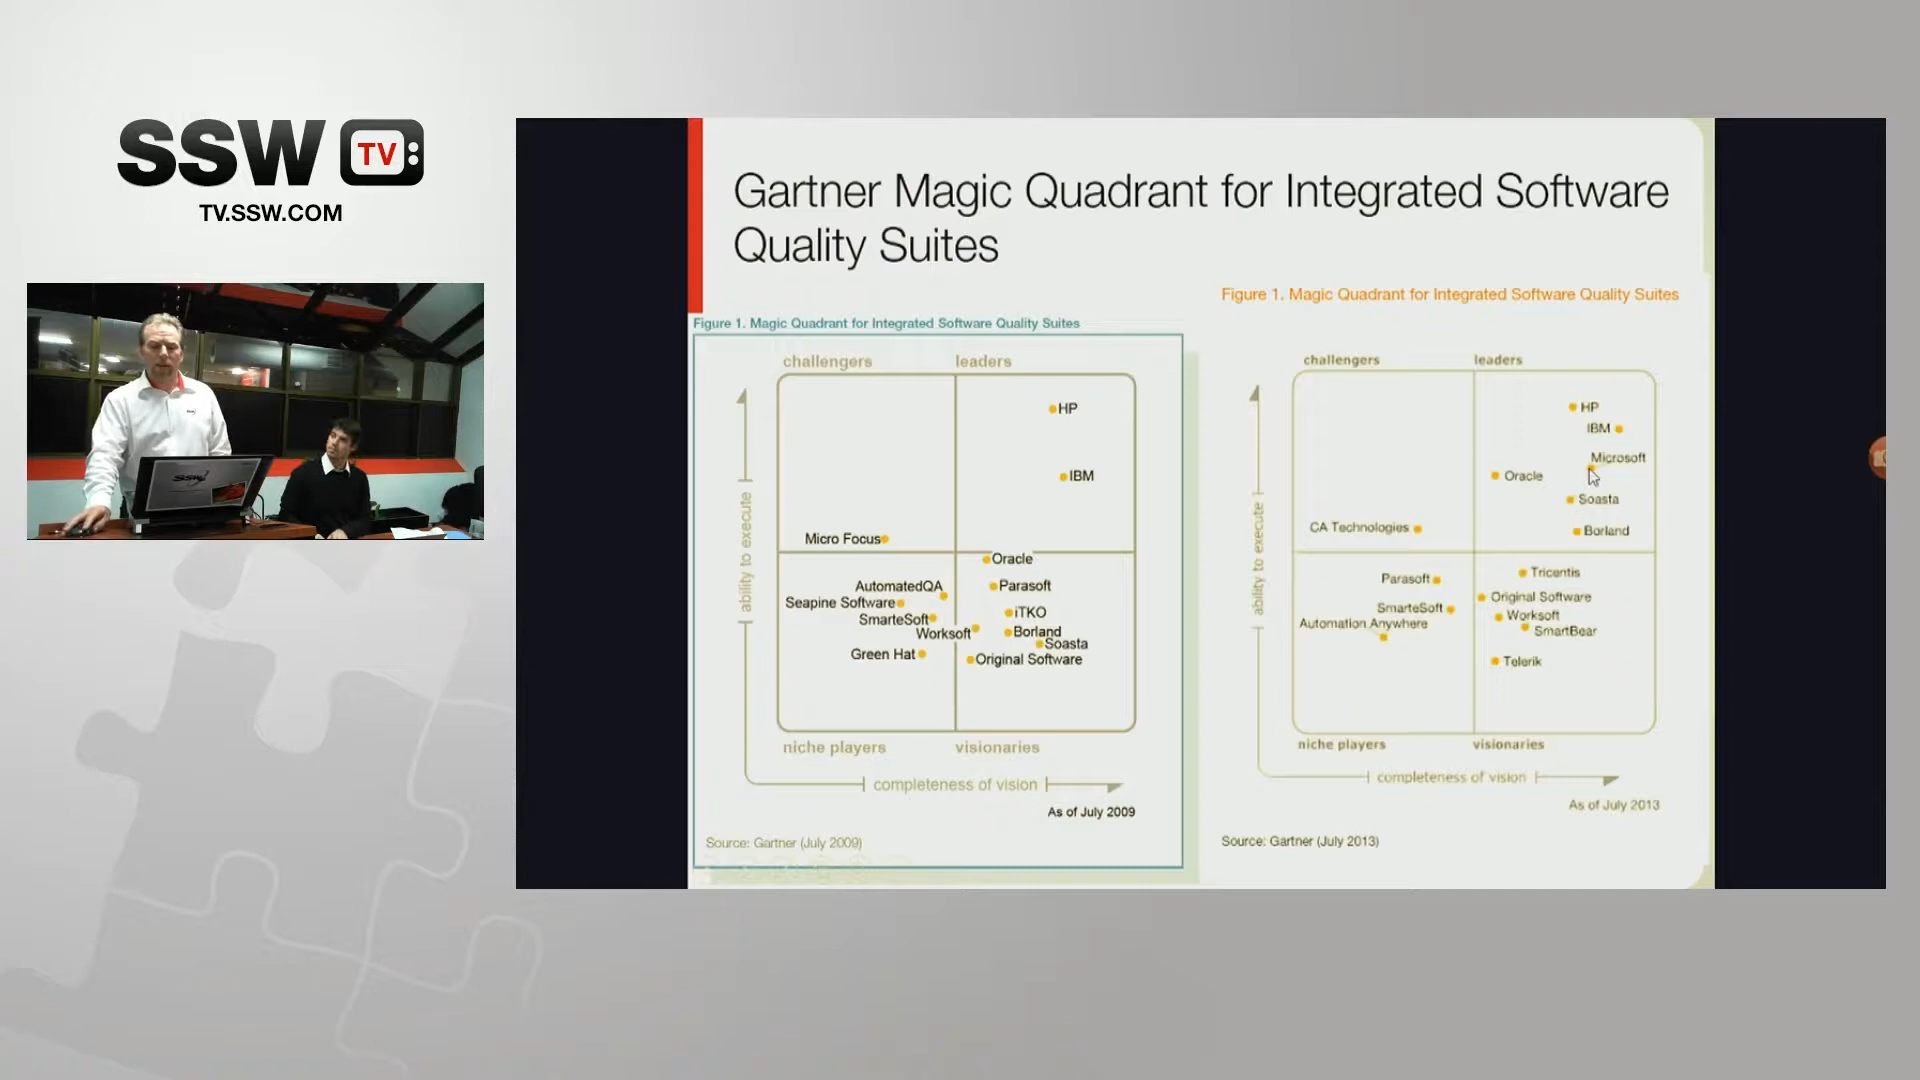 SSW TV
TV.SSW.COM
SSW
Gartner Magic Quadrant for Integrated Software
Quality Suites
Figure 1. Magic Quadrant for Integrated Software Quality Suites
challengers
leaders
HP
IBM
Micro Focus
Oracle
AutomatedQA
Parasoft
Seapine Software
iTKO
SmarteSoft
Worksoft
Borland
Soasta
Green Hat
Original Software
ability to execute
niche players
visionaries
completeness of vision
As of July 2009
Source: Gartner (July 2009)
Figure 1. Magic Quadrant for Integrated Software Quality Suites
challengers
leaders
HP
IBM
Microsoft
Oracle
Soasta
CA Technologies
Borland
Tricentis
Parasoft
Original Software
SmarteSoft
Worksoft
Automation Anywhere
SmartBear
Telerik
ability to execute
niche players
visionaries
completeness of vision
As of July 2013
Source: Gartner (July 2013)